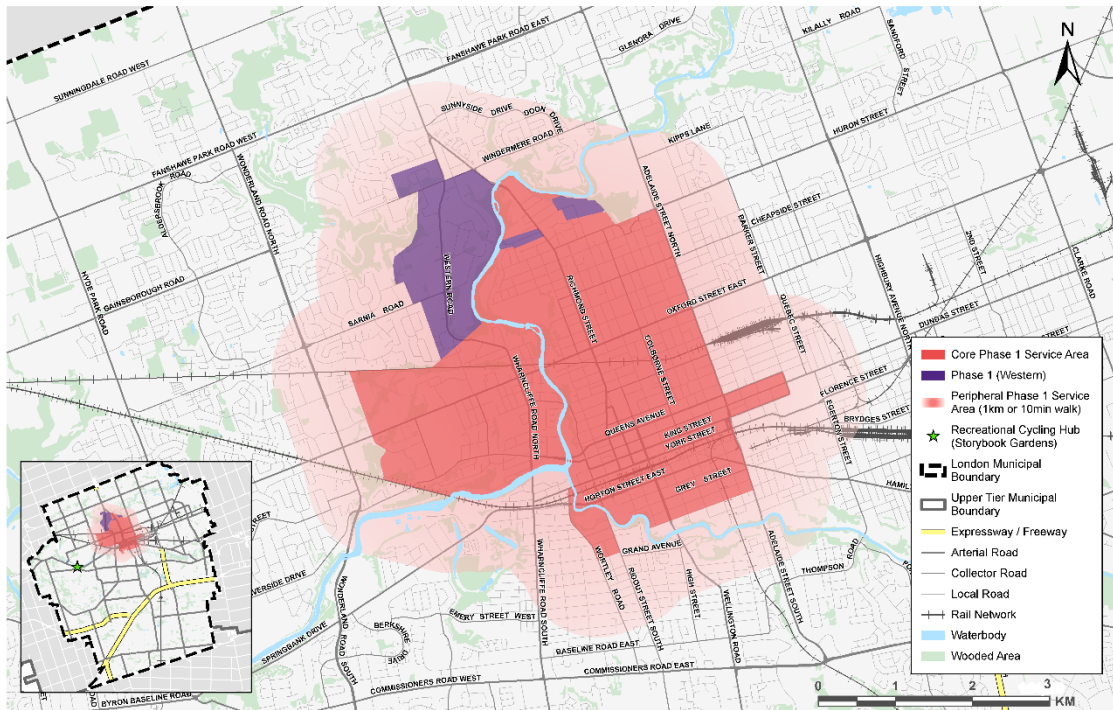 SUNNINGDALE ROAD WEST
FANSHAWE PARK ROAD EAST
GLENORA DRIVE
KILALLY ROAD
SANDFORD STREET
N
SUNNYSIDE DRIVE
DOON DRIVE
WINDERMERE ROAD
KIPPS LANE
HURON STREET
FANSHAWE PARK ROAD WEST
WONDERLAND ROAD NORTH
ALDERSBROOK ROAD
ADELAIDE STREET NORTH
BARKER STREET
CHEAPSIDE STREET
2ND STREET
CLARKE ROAD
HYDE PARK ROAD
GAINSBOROUGH ROAD
SARNIA ROAD
WESTERN ROAD
RICHMOND STREET
OXFORD STREET EAST
QUEBEC STREET
HIGHBURY AVENUE NORTH
DUNDAS STREET
COLBORNE STREET
WHARNCLIFFE ROAD NORTH
QUEENS AVENUE
KING STREET
YORK STREET
FLORENCE STREET
BRYDGES STREET
EGERTON STREET
HAMIL
HORTON STREET EAST
GREY STREET
GRAND AVENUE
THOMPSON ROAD
ADELAIDE STREET SOUTH
STREET
ERSIDE DRIVE
SPRINGBANK DRIVE
WONDERLAND ROAD SOUTH
BERKSHIRE DRIVE
EMERY STREET WEST
WHARNCLIFFE ROAD SOUTH
WORTLEY ROAD
RIDOUT STREET SOUTH
HIGH STREET
WELLINGTON ROAD
BASELINE ROAD EAST
COMMISSIONERS ROAD WEST
COMMISSIONERS ROAD EAST
BYRON BASELINE ROAD
Core Phase 1 Service Area
Phase 1 (Western)
Peripheral Phase 1 Service
Area (1km or 10min walk)
Recreational Cycling Hub
(Storybook Gardens)
London Municipal
Boundary
Upper Tier Municipal
Boundary
Expressway / Freeway
Arterial Road
Collector Road
Local Road
Rail Network
Waterbody
Wooded Area
0 1 2 3
KM